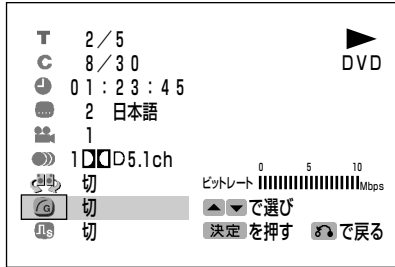 T 2/5
C 8/30
DVD
01:23:45
2 日本語
1
1 DD D 5.1ch
切
0 5 10
ビットレート Mbps
G 切
▲▼で選び
S 切
決定 を押す で戻る